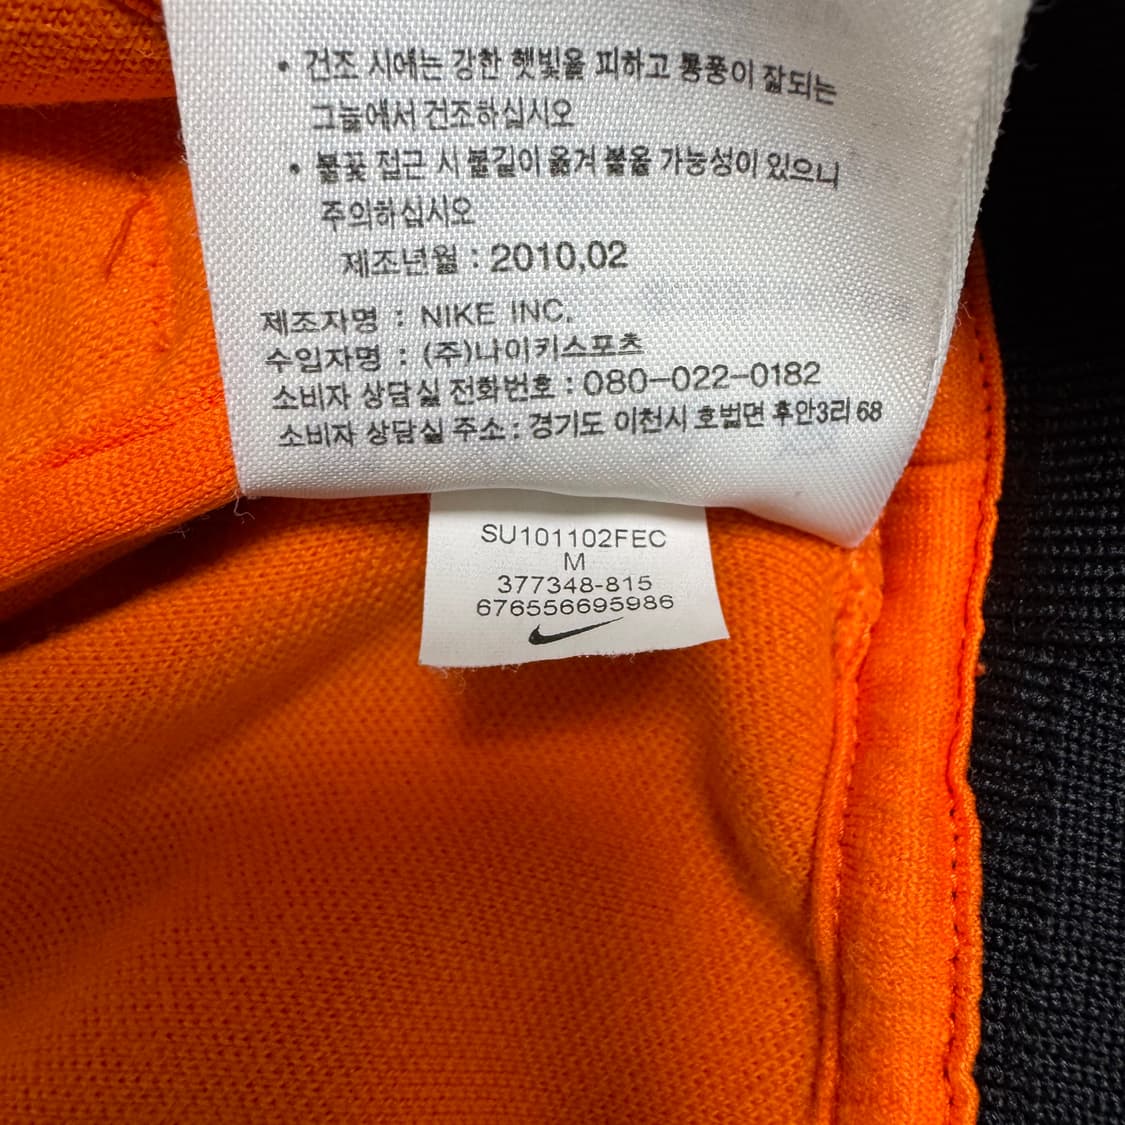 • 건조 시에는 강한 햇빛을 피하고 통풍이 잘되는
그늘에서 건조하십시오
• 불꽃 접근 시 불길이 옮겨 붙을 가능성이 있으니
주의하십시오
제조년월 : 2010,02
제조자명 : NIKE INC.
수입자명 : (주)나이키스포츠
소비자 상담실 전화번호 : 080-022-0182
소비자 상담실 주소 : 경기도 이천시 호법면 후안3리 68
SU101102FEC
M
377348-815
676556695986